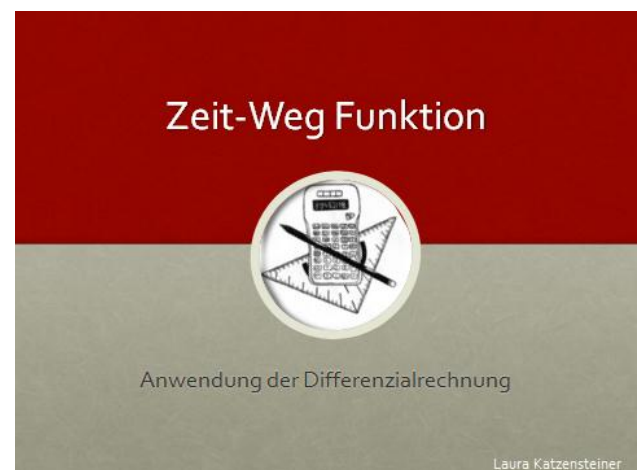 Zeit-Weg Funktion
Anwendung der Differenzialrechnung
Laura Katzensteiner